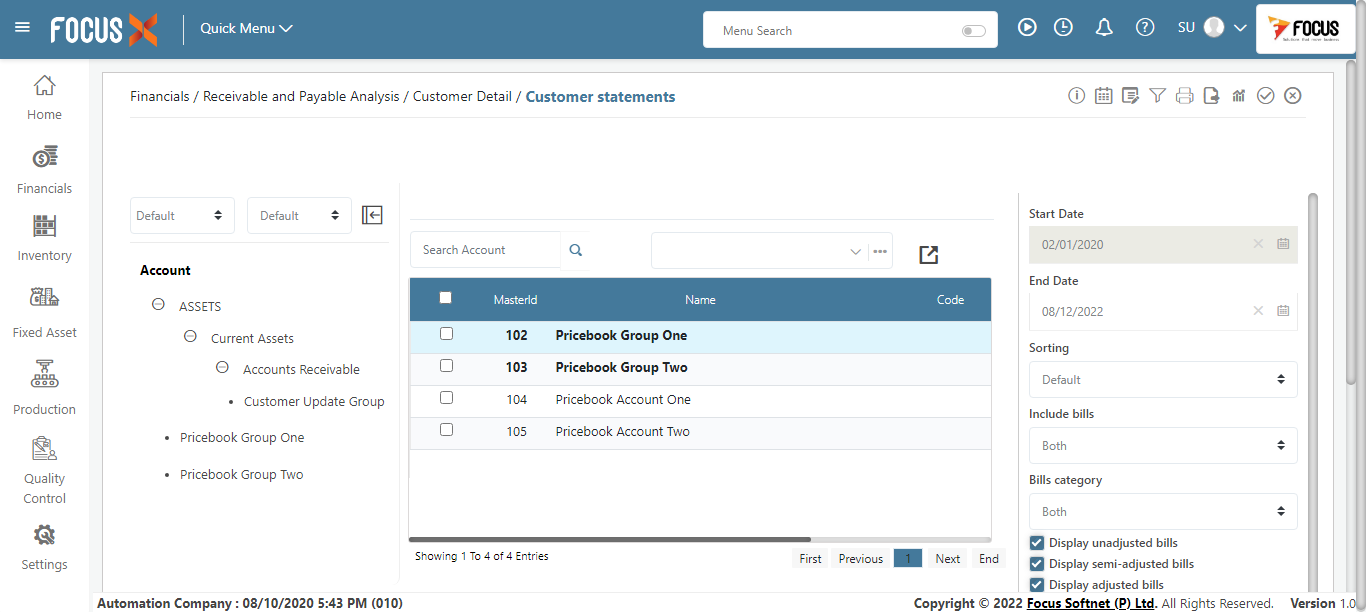 FOCUS X
Quick Menu
Menu Search
SU
FOCUS
Home
Financials
Inventory
Fixed Asset
Production
Quality
Control
Settings
Financials / Receivable and Payable Analysis / Customer Detail / Customer statements
Default
Default
Account
ASSETS
Current Assets
Accounts Receivable
Customer Update Group
Pricebook Group One
Pricebook Group Two
Search Account
MasterId Name Code
102 Pricebook Group One
103 Pricebook Group Two
104 Pricebook Account One
105 Pricebook Account Two
Showing 1 To 4 of 4 Entries
First Previous 1 Next End
Start Date
02/01/2020
End Date
08/12/2022
Sorting
Default
Include bills
Both
Bills category
Both
Display unadjusted bills
Display semi-adjusted bills
Display adjusted bills
Automation Company : 08/10/2020 5:43 PM (010)
Copyright © 2022 Focus Softnet (P) Ltd. All Rights Reserved. Version 1.0